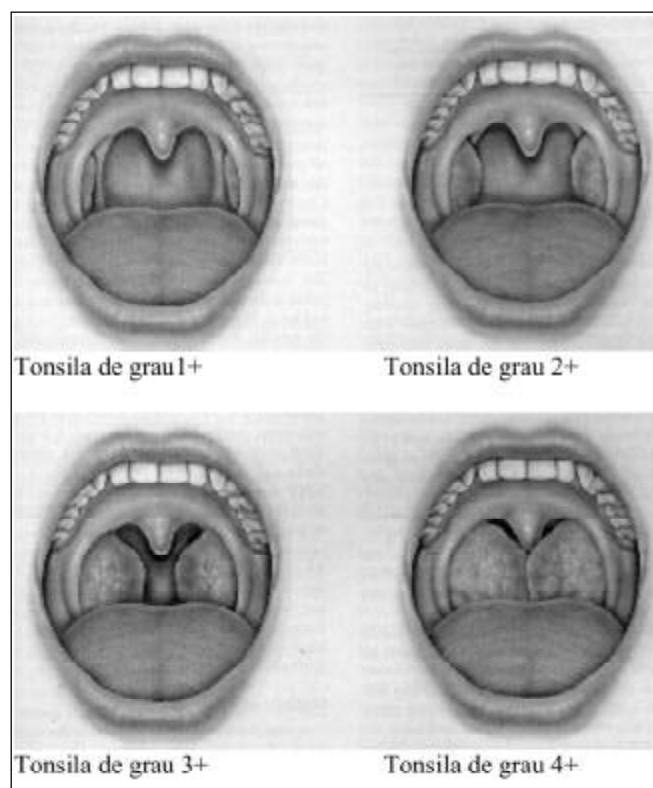 Tonsila de grau1+
Tonsila de grau 2+
Tonsila de grau 3+
Tonsila de grau 4+